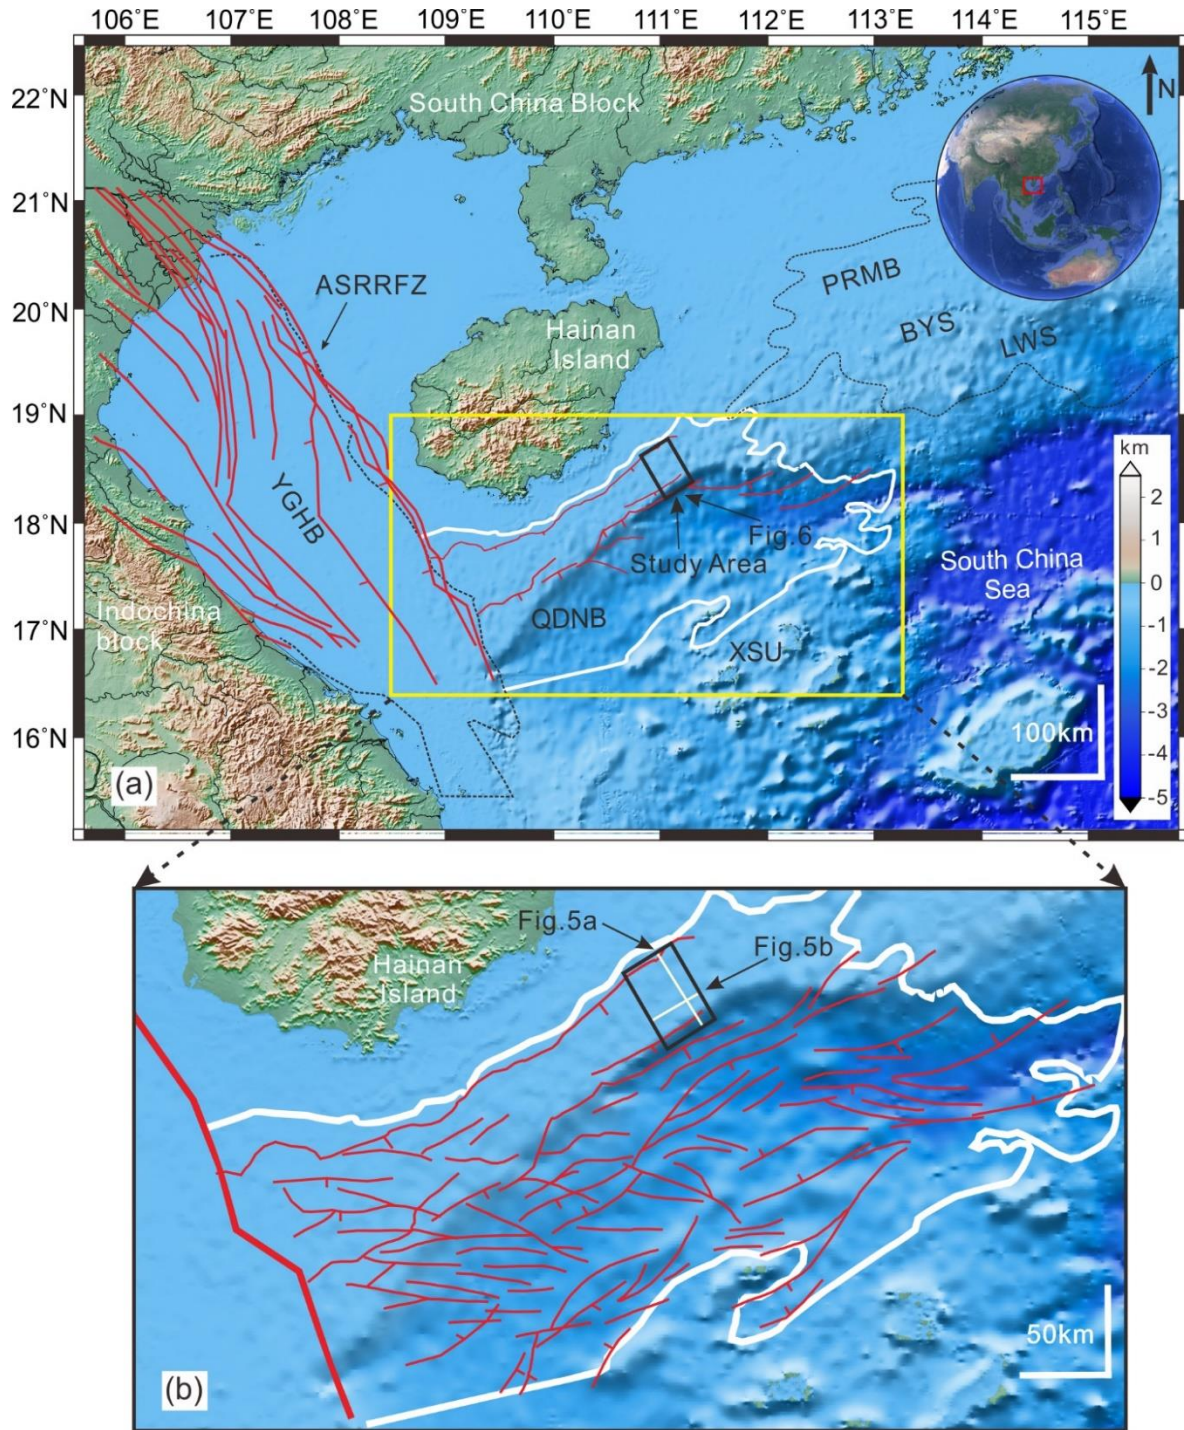 106°E 107°E 108°E 109°E 110°E 111°E 112°E 113°E 114°E 115°E
22°N
21°N
20°N
19°N
18°N
17°N
16°N
South China Block
N
ASRRFZ
PRMB
BYS
LWS
Hainan
Island
YGHB
km
2
1
0
-1
-2
-3
-4
-5
Fig.6
Study Area
South China
Sea
Indochina
block
QDNB
XSU
100km
(a)
Fig.5a
Fig.5b
Hainan
Island
50km
(b)